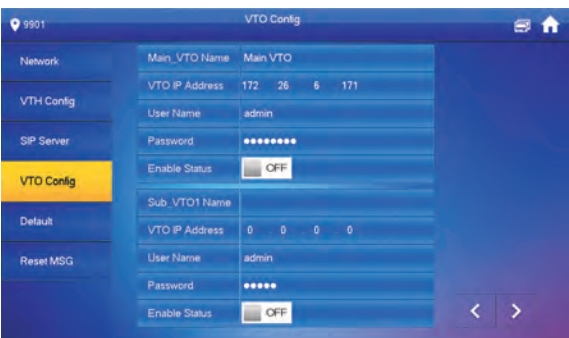 9901
VTO Config
Network
VTH Config
SIP Server
VTO Config
Default
Reset MSG
Main_VTO Name Main VTO
VTO IP Address 172 . 26 . 6 . 171
User Name admin
Password ●●●●●●●●
Enable Status OFF
Sub_VTO1 Name
VTO IP Address 0 . 0 . 0 . 0
User Name admin
Password ●●●●●
Enable Status OFF